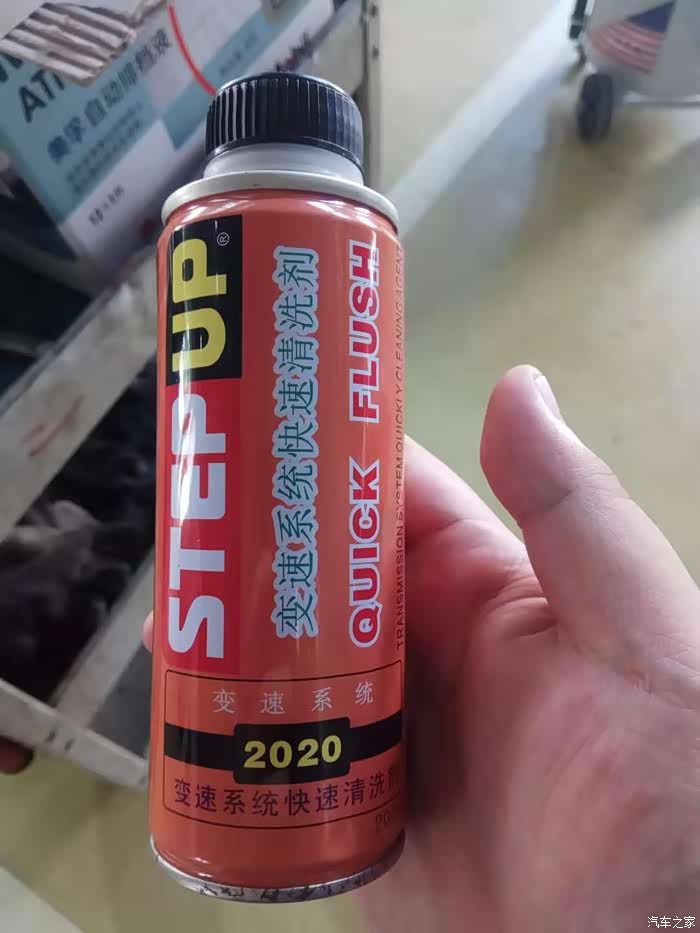 ATF
美孚 自动排档液
STEP UP®
变速系统快速清洗剂
QUICK FLUSH
TRANSMISSION SYSTEM QUICKLY CLEANING AGENT
变速系统
2020
变速系统快速清洗剂
汽车之家